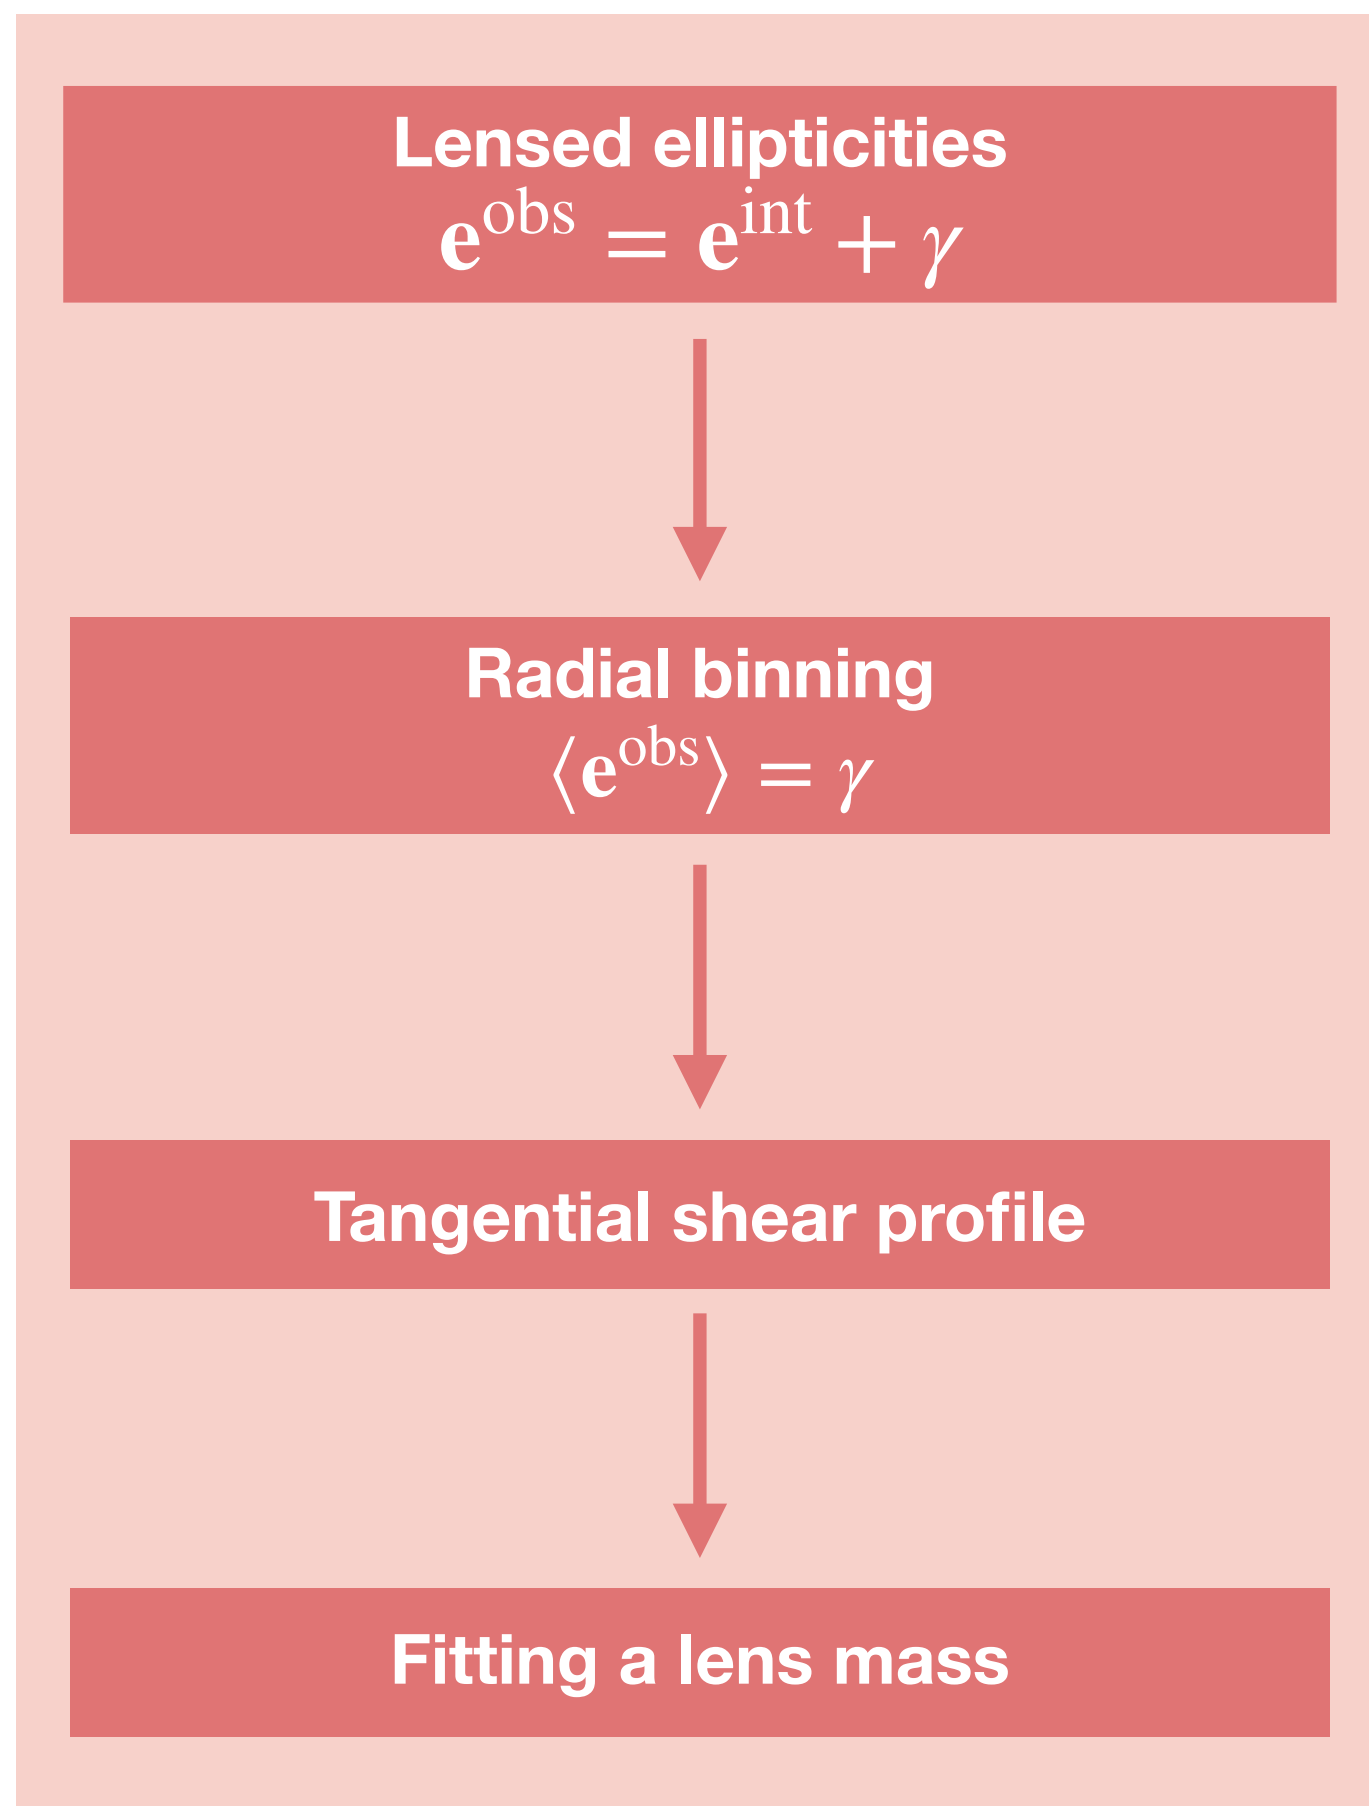 Lensed ellipticities
𝐞^obs = 𝐞^int + γ
Radial binning
⟨𝐞^obs⟩ = γ
Tangential shear profile
Fitting a lens mass